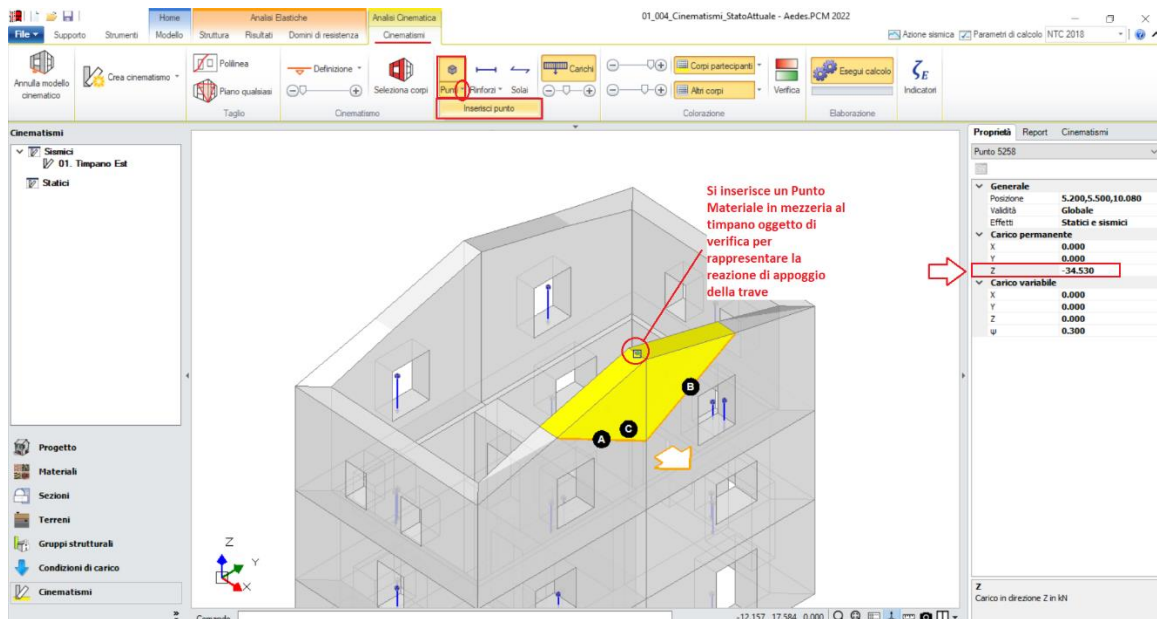 01_004_Cinematismi_StatoAttuale - Aedes.PCM 2022
Home
Analisi Elastiche
Analisi Cinematica
File
Supporto
Strumenti
Modello
Struttura
Risultati
Domini di resistenza
Cinematismi
Azione sismica
Parametri di calcolo
NTC 2018
Annulla modello
cinematico
Crea cinematismo
Polilinea
Piano qualsiasi
Taglio
Definizione
Cinematismo
Seleziona corpi
Punti
Rinforzi
Solai
Inserisci punto
Carichi
Corpi partecipanti
Altri corpi
Colorazione
Verifica
Esegui calcolo
Elaborazione
ζE
Indicatori
Cinematismi
Sismici
01. Timpano Est
Statici
Progetto
Materiali
Sezioni
Terreni
Gruppi strutturali
Condizioni di carico
Cinematismi
»
Si inserisce un Punto
Materiale in mezzeria al
timpano oggetto di
verifica per
rappresentare la
reazione di appoggio
della trave
A
C
B
Z
Y
X
Comando
-12.157 17.584 0.000
Proprietà Report Cinematismi
Punto 5258
Generale
Posizione 5.200,5.500,10.080
Validità Globale
Effetti Statici e sismici
Carico permanente
X 0.000
Y 0.000
Z -34.530
Carico variabile
X 0.000
Y 0.000
Z 0.000
ψ 0.300
Z
Carico in direzione Z in kN